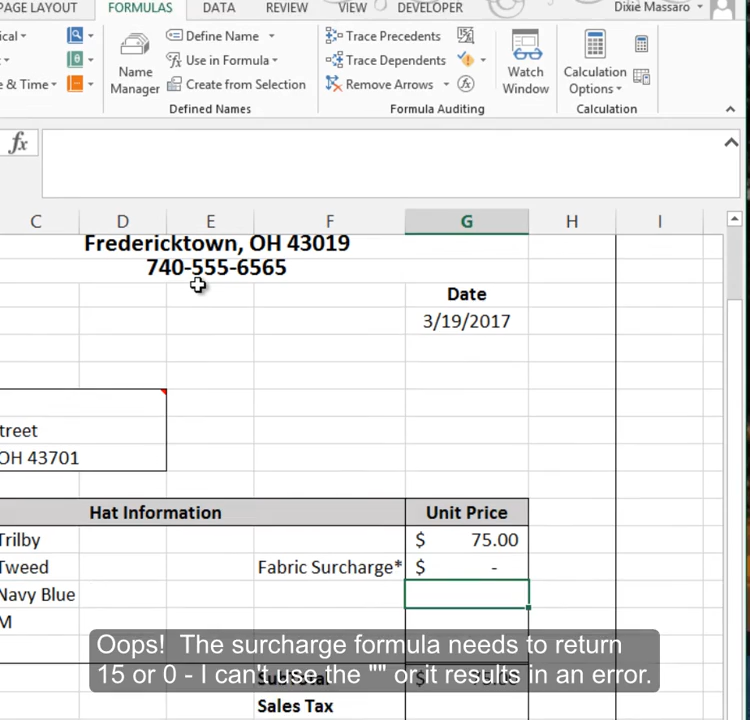 PAGE LAYOUT FORMULAS DATA REVIEW VIEW DEVELOPER Dixie Massaro
Define Name Trace Precedents
Use in Formula Trace Dependents
& Time Create from Selection Remove Arrows
Name Manager Watch Window Calculation Options
Defined Names Formula Auditing Calculation
fx
C D E F G H I
Fredericktown, OH 43019
740-555-6565
Date
3/19/2017
treet
OH 43701
Hat Information Unit Price
Trilby $ 75.00
Tweed Fabric Surcharge* $ -
Navy Blue
M
Oops! The surcharge formula needs to return
15 or 0 - I can't use the "" or it results in an error.
Sales Tax